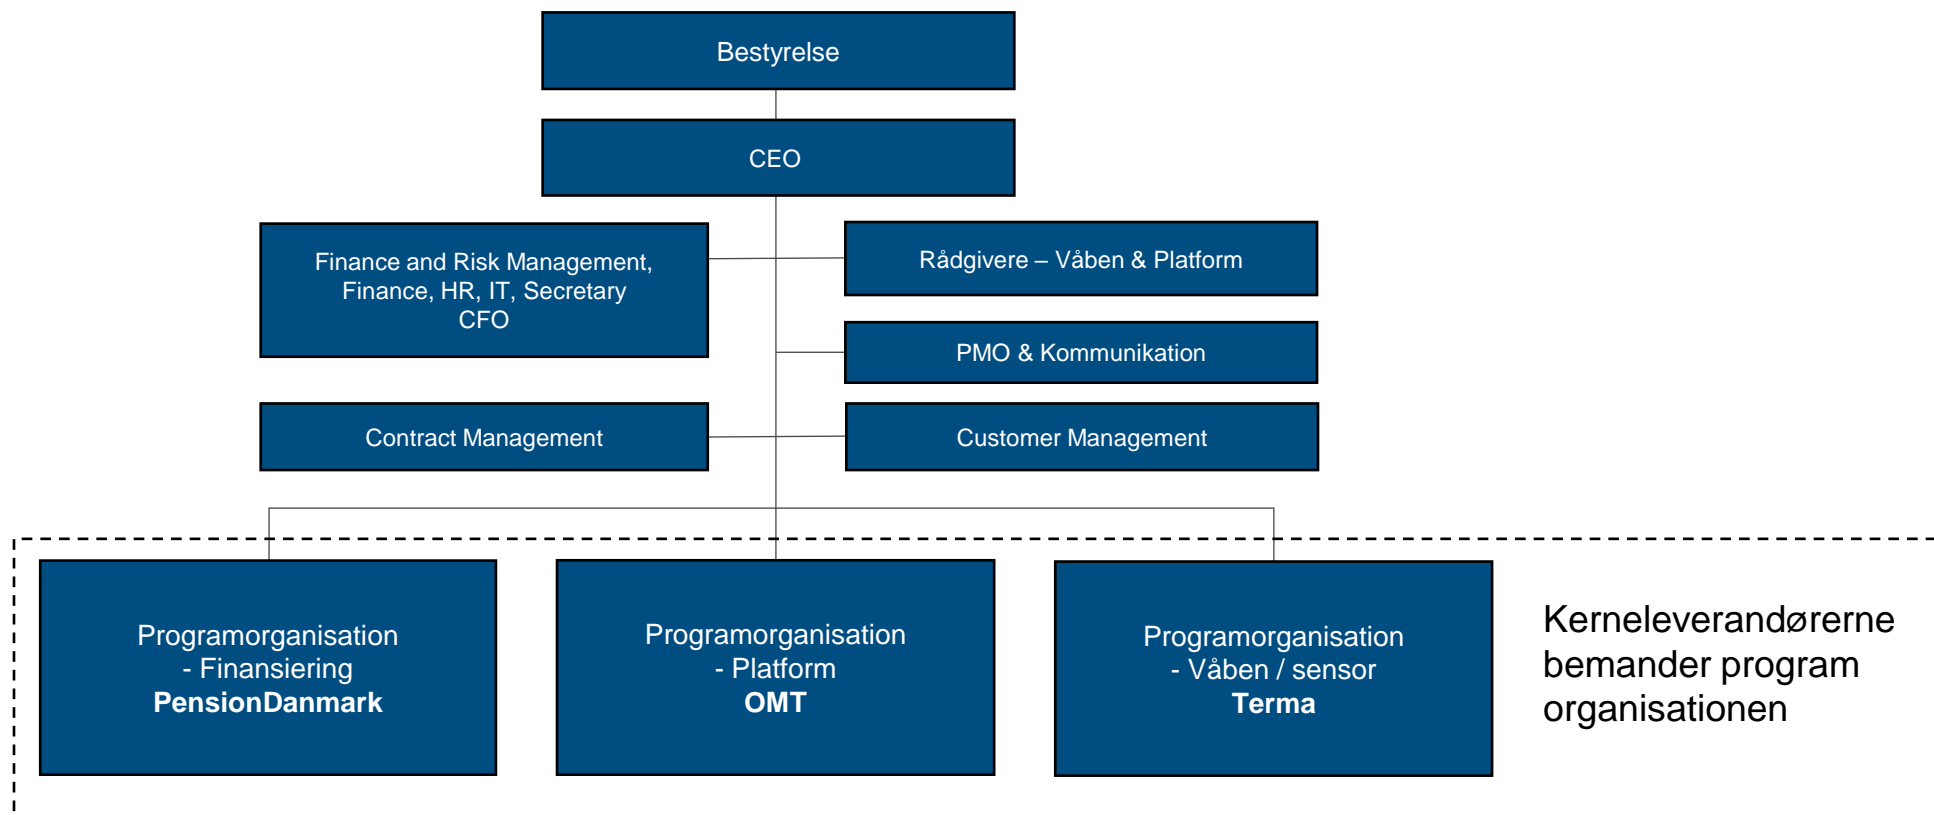 Bestyrelse
CEO
Finance and Risk Management,
Finance, HR, IT, Secretary
CFO
Rådgivere – Våben & Platform
PMO & Kommunikation
Contract Management
Customer Management
Programorganisation
- Finansiering
PensionDanmark
Programorganisation
- Platform
OMT
Programorganisation
- Våben / sensor
Terma
Kerneleverandørerne
bemander program
organisationen